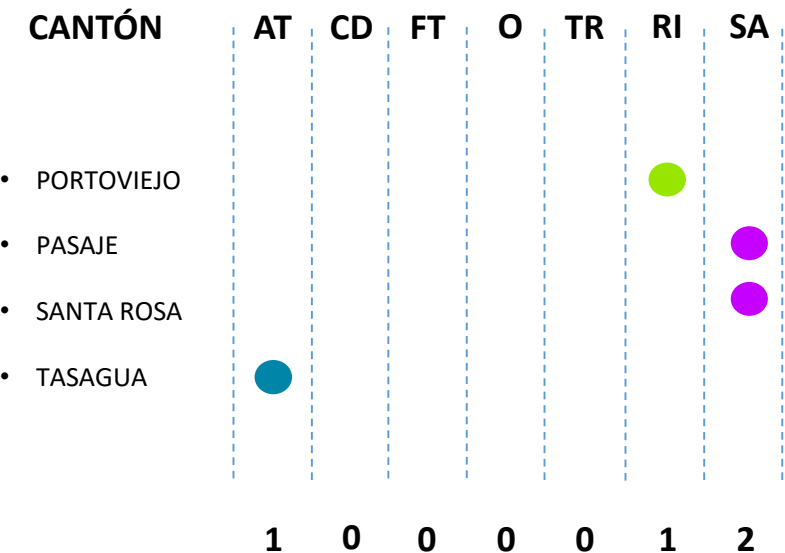 CANTÓN AT CD FT O TR RI SA
• PORTOVIEJO
• PASAJE
• SANTA ROSA
• TASAGUA
1 0 0 0 0 1 2